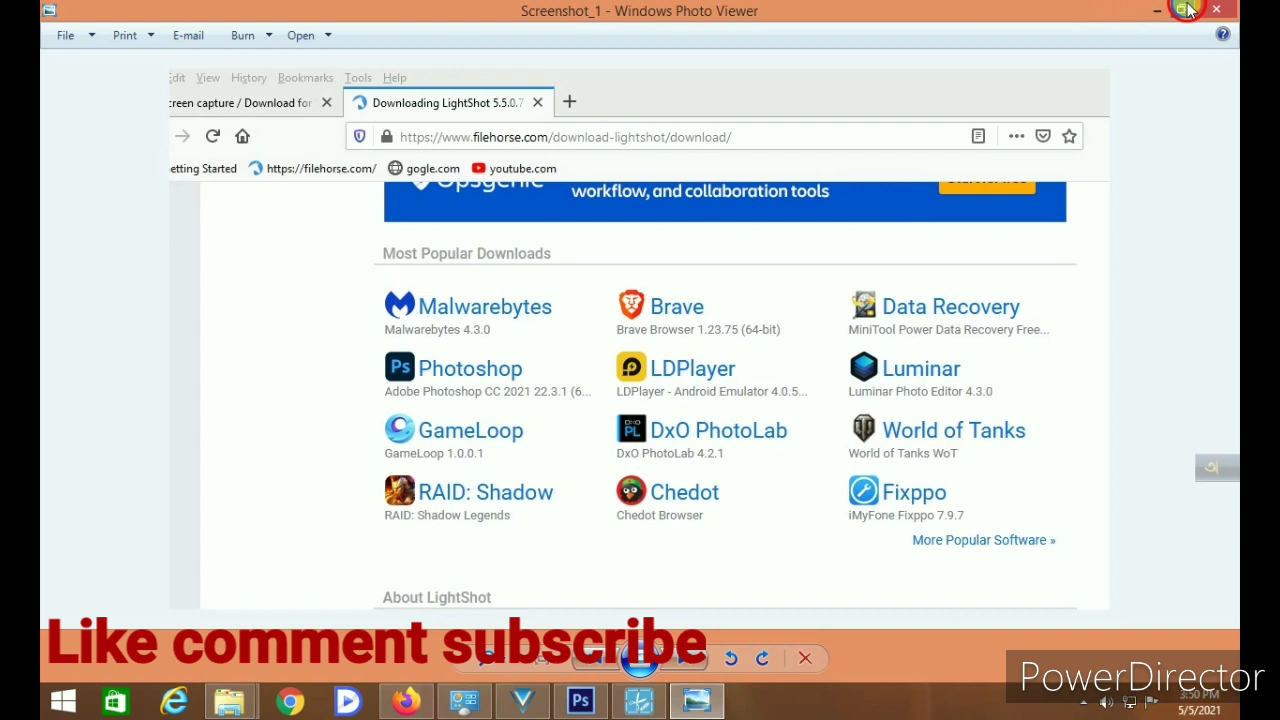 Screenshot_1 - Windows Photo Viewer
File Print E-mail Burn Open
Edit View History Bookmarks Tools Help
creen capture / Download for Downloading LightShot 5.5.0.7
https://www.filehorse.com/download-lightshot/download/
etting Started https://filehorse.com/ gogle.com youtube.com
Opsgenie workflow, and collaboration tools
Most Popular Downloads
Malwarebytes Brave Data Recovery
Malwarebytes 4.3.0 Brave Browser 1.23.75 (64-bit) MiniTool Power Data Recovery Free...
Ps Photoshop LDPlayer Luminar
Adobe Photoshop CC 2021 22.3.1 (6... LDPlayer - Android Emulator 4.0.5... Luminar Photo Editor 4.3.0
GameLoop PL DxO PhotoLab World of Tanks
GameLoop 1.0.0.1 DxO PhotoLab 4.2.1 World of Tanks WoT
RAID: Shadow Chedot Fixppo
RAID: Shadow Legends Chedot Browser iMyFone Fixppo 7.9.7
More Popular Software »
About LightShot
অ
Like comment subscribe
PowerDirector
Ps 3:50 PM
5/5/2021